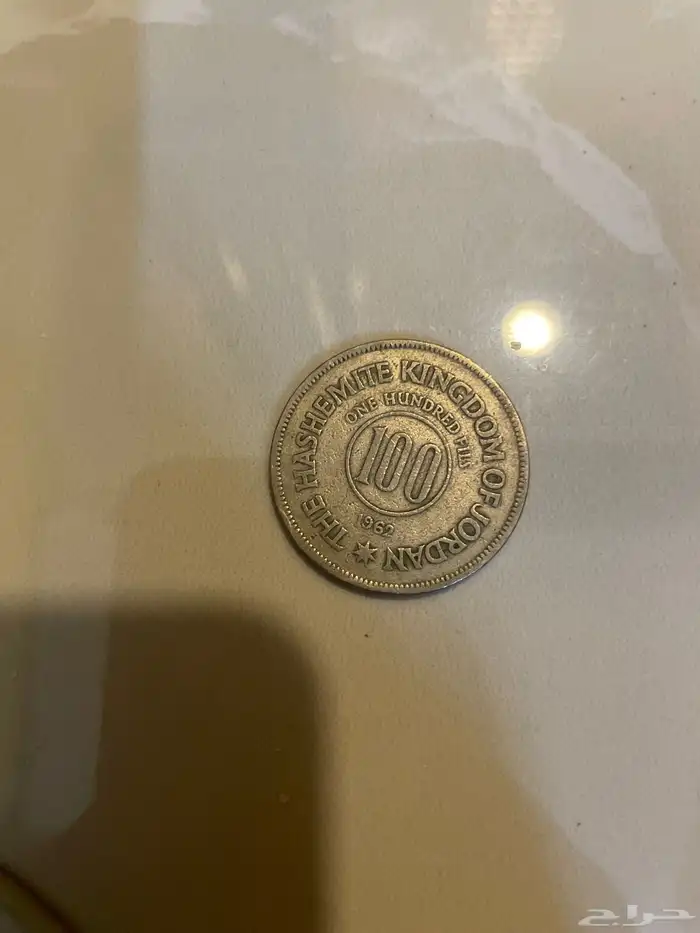 THE HASHEMITE KINGDOM OF JORDAN
ONE HUNDRED FILS
100
1962
حراج